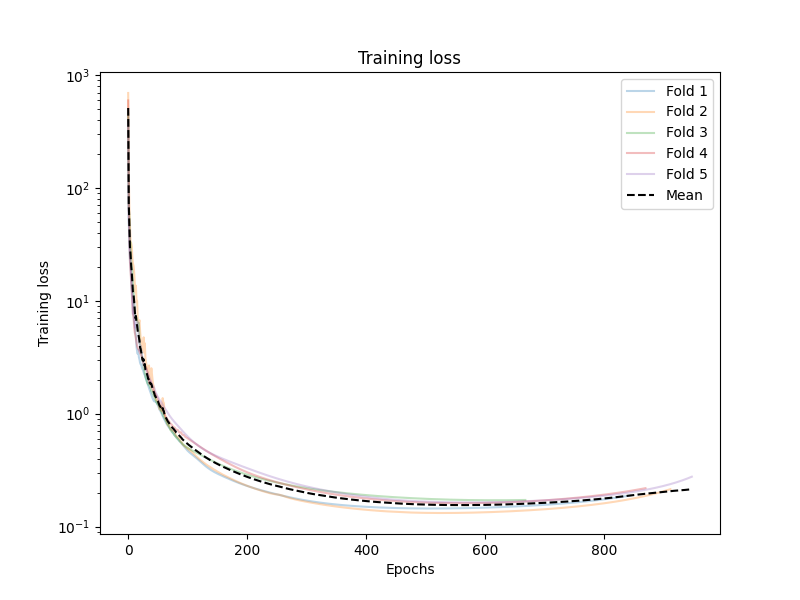 Training loss
10³
10²
10¹
10⁰
10⁻¹
Training loss
0 200 400 600 800
Epochs
Fold 1
Fold 2
Fold 3
Fold 4
Fold 5
Mean